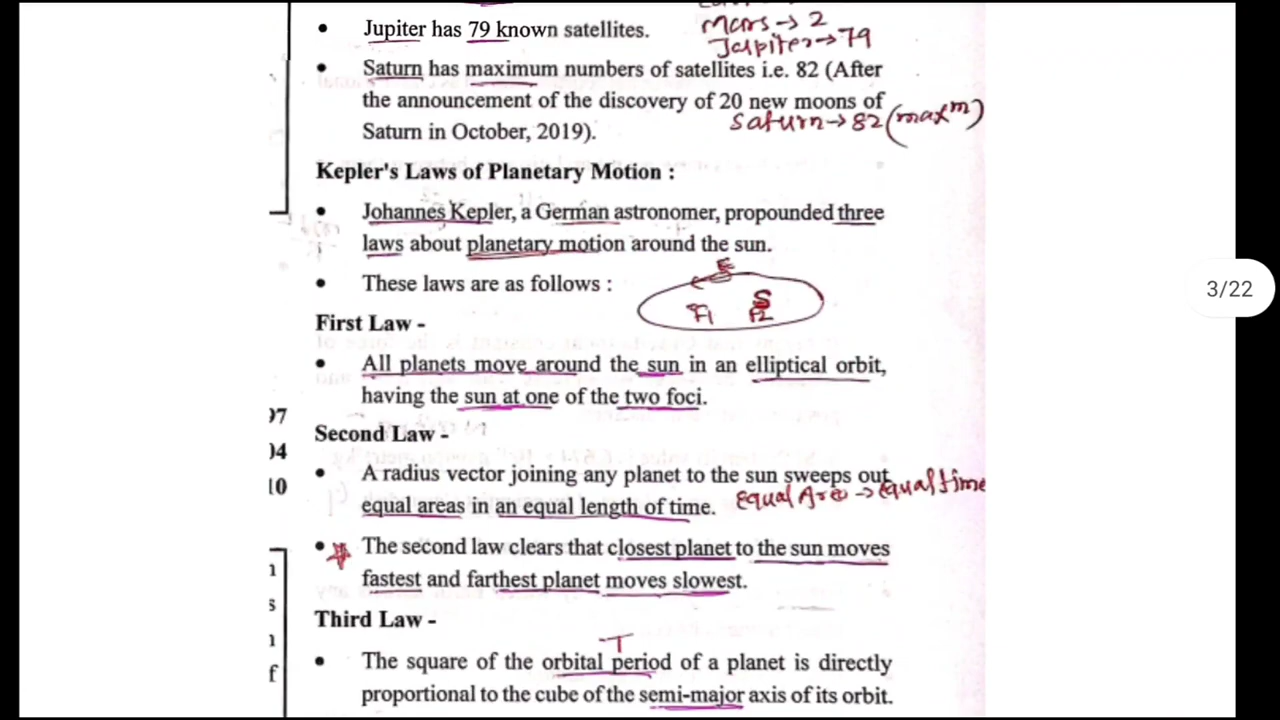 • Jupiter has 79 known satellites.
Mars → 2
Jupiter → 79
• Saturn has maximum numbers of satellites i.e. 82 (After
the announcement of the discovery of 20 new moons of
Saturn in October, 2019).
Saturn → 82 (max^m)
Kepler's Laws of Planetary Motion :
• Johannes Kepler, a German astronomer, propounded three
laws about planetary motion around the sun.
• These laws are as follows :
E
F1
S
F2
3/22
First Law -
• All planets move around the sun in an elliptical orbit,
having the sun at one of the two foci.
Second Law -
• A radius vector joining any planet to the sun sweeps out
equal areas in an equal length of time.
Equal Are → equal time
• The second law clears that closest planet to the sun moves
fastest and farthest planet moves slowest.
Third Law -
T
• The square of the orbital period of a planet is directly
proportional to the cube of the semi-major axis of its orbit.